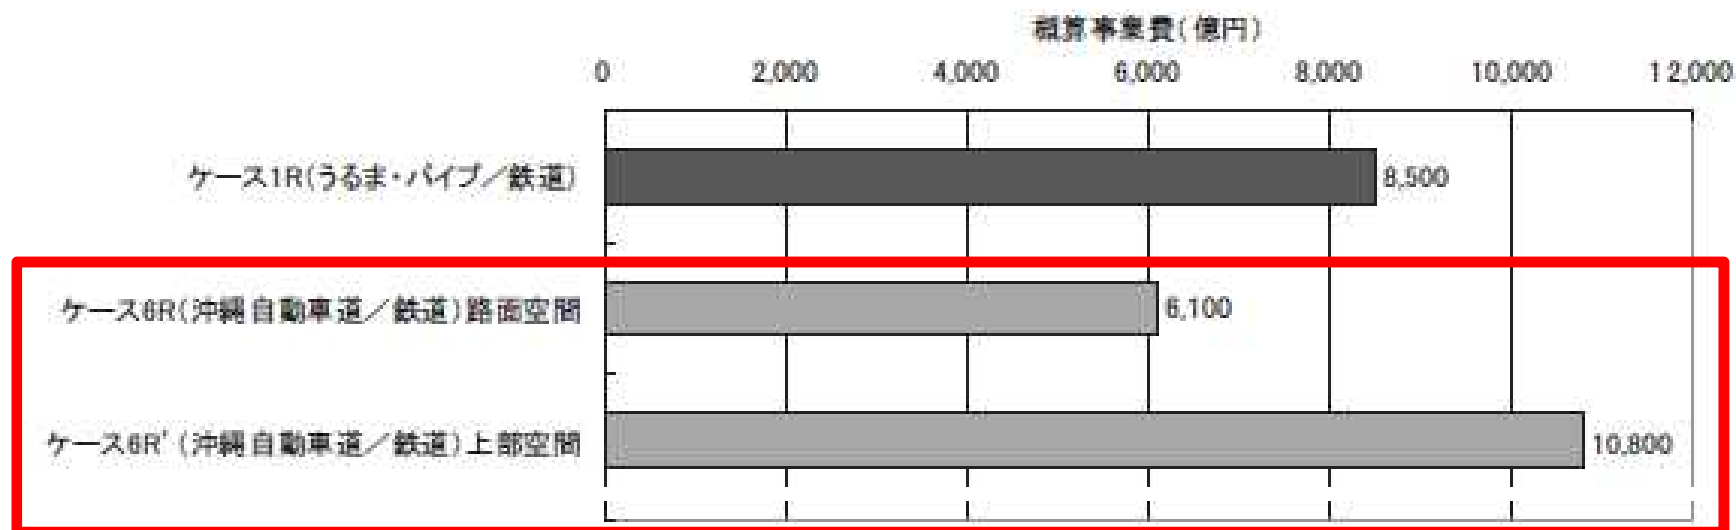 概算事業費(億円)
0 2,000 4,000 6,000 8,000 10,000 12,000
ケース1R(うるま・パイプ/鉄道) 8,500
ケース6R(沖縄自動車道/鉄道)路面空間 6,100
ケース6R'(沖縄自動車道/鉄道)上部空間 10,800